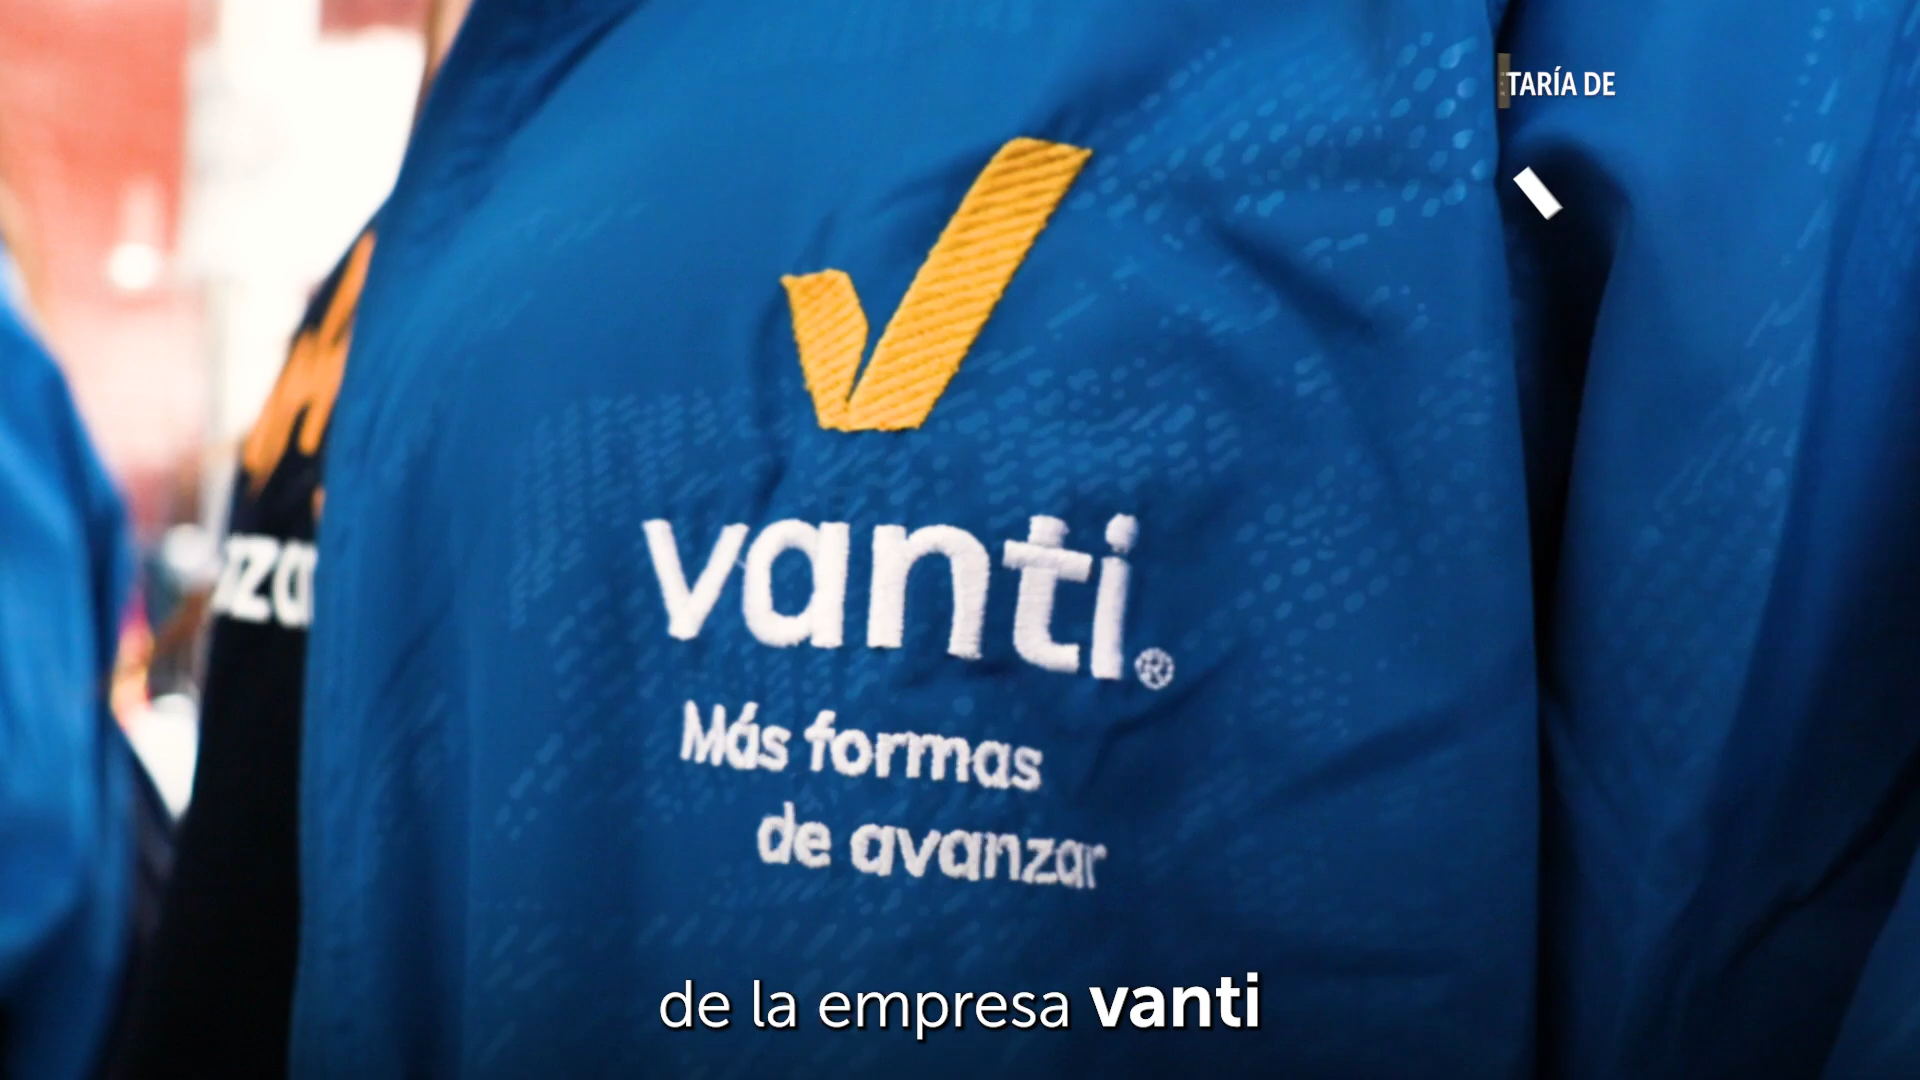 TARÍA DE
vanti®
Más formas
de avanzar
de la empresa vanti